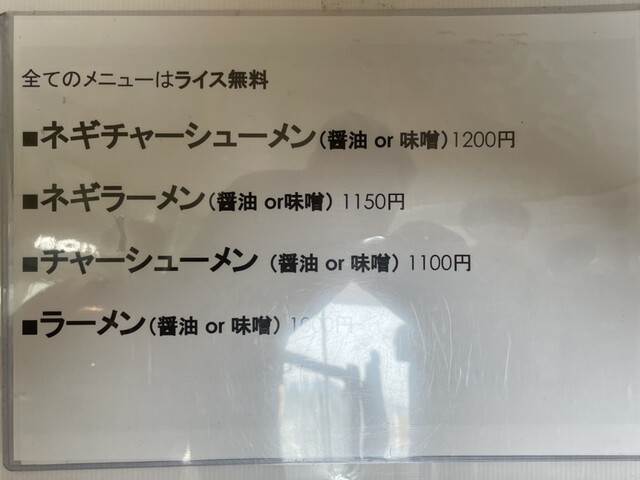 全てのメニューはライス無料
■ネギチャーシューメン(醤油 or 味噌)1200円
■ネギラーメン(醤油 or味噌) 1150円
■チャーシューメン (醤油 or 味噌) 1100円
■ラーメン(醤油 or 味噌)